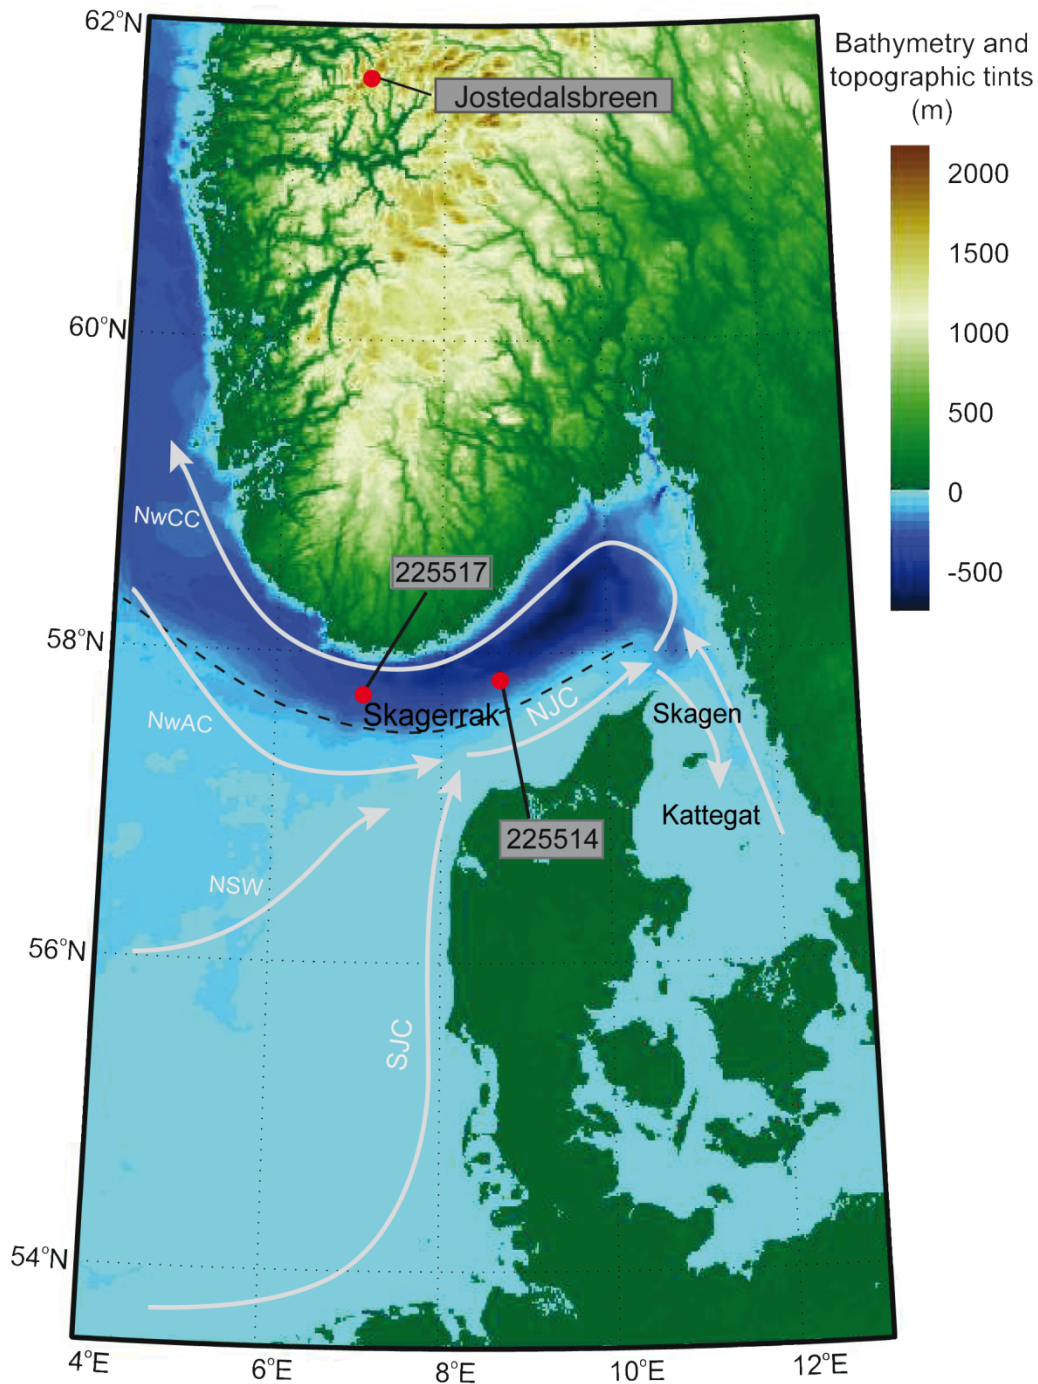 62°N
Bathymetry and
topographic tints
(m)
Jostedalsbreen
2000
1500
1000
500
0
-500
60°N
NwCC
225517
58°N
NwAC
Skagerrak
NJC
Skagen
Kattegat
225514
NSW
56°N
SJC
54°N
4°E
6°E
8°E
10°E
12°E